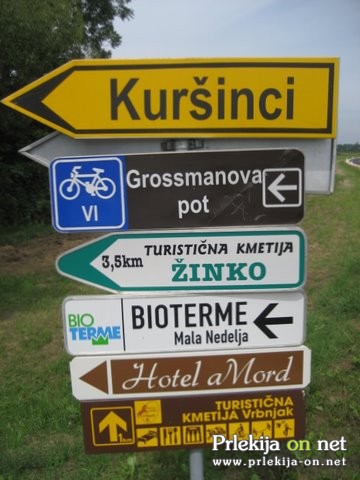 Kuršinci
Grossmanova
pot
VI
TURISTIČNA KMETIJA
3,5km
ŽINKO
BIO
TERME
BIOTERME
Mala Nedelja
Hotel aMord
TURISTIČNA
KMETIJA Vrbnjak
1km
Prlekija on net
www.prlekija-on.net